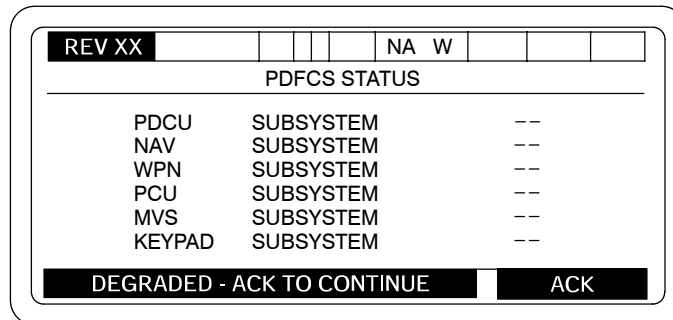 REV XX NA W
PDFCS STATUS
PDCU SUBSYSTEM --
NAV SUBSYSTEM --
WPN SUBSYSTEM --
PCU SUBSYSTEM --
MVS SUBSYSTEM --
KEYPAD SUBSYSTEM --
DEGRADED - ACK TO CONTINUE ACK